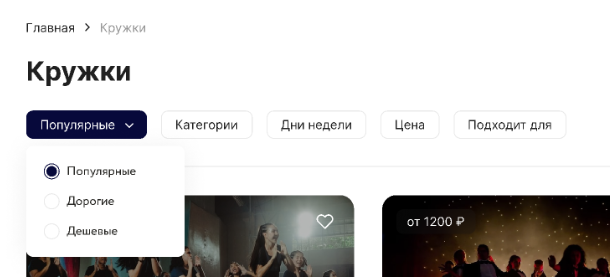 Главная > Кружки
Кружки
Популярные Категории Дни недели Цена Подходит для
Популярные
Дорогие
Дешевые
от 1200 ₽